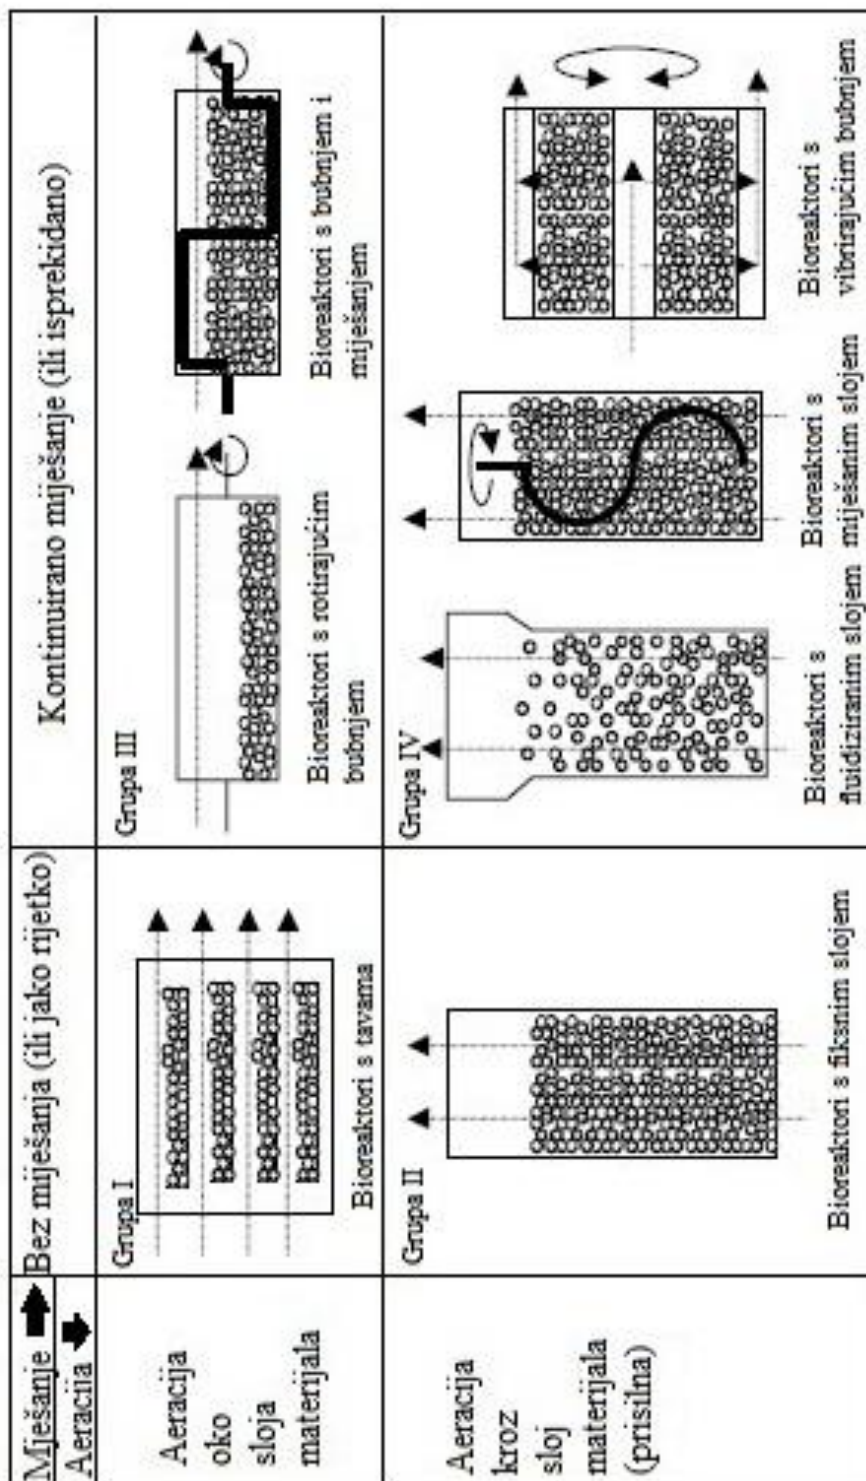 Mješanje
Aeracija
Bez miješanja (ili jako rijetko)
Kontinuirano miješanje (ili isprekidano)
Aeracija
oko
sloja
materijala
Grupa I
Bioreaktori s tavama
Grupa III
Bioreaktori s rotirajućim
bubnjem
Bioreaktori s bubnjem i
miješanjem
Aeracija
kroz
sloj
materijala
(prisilna)
Grupa II
Bioreaktori s fiksnim slojem
Grupa IV
Bioreaktori s
fluidiziranim slojem
Bioreaktori s
miješanim slojem
Bioreaktori s
vibrirajućim bubnjem